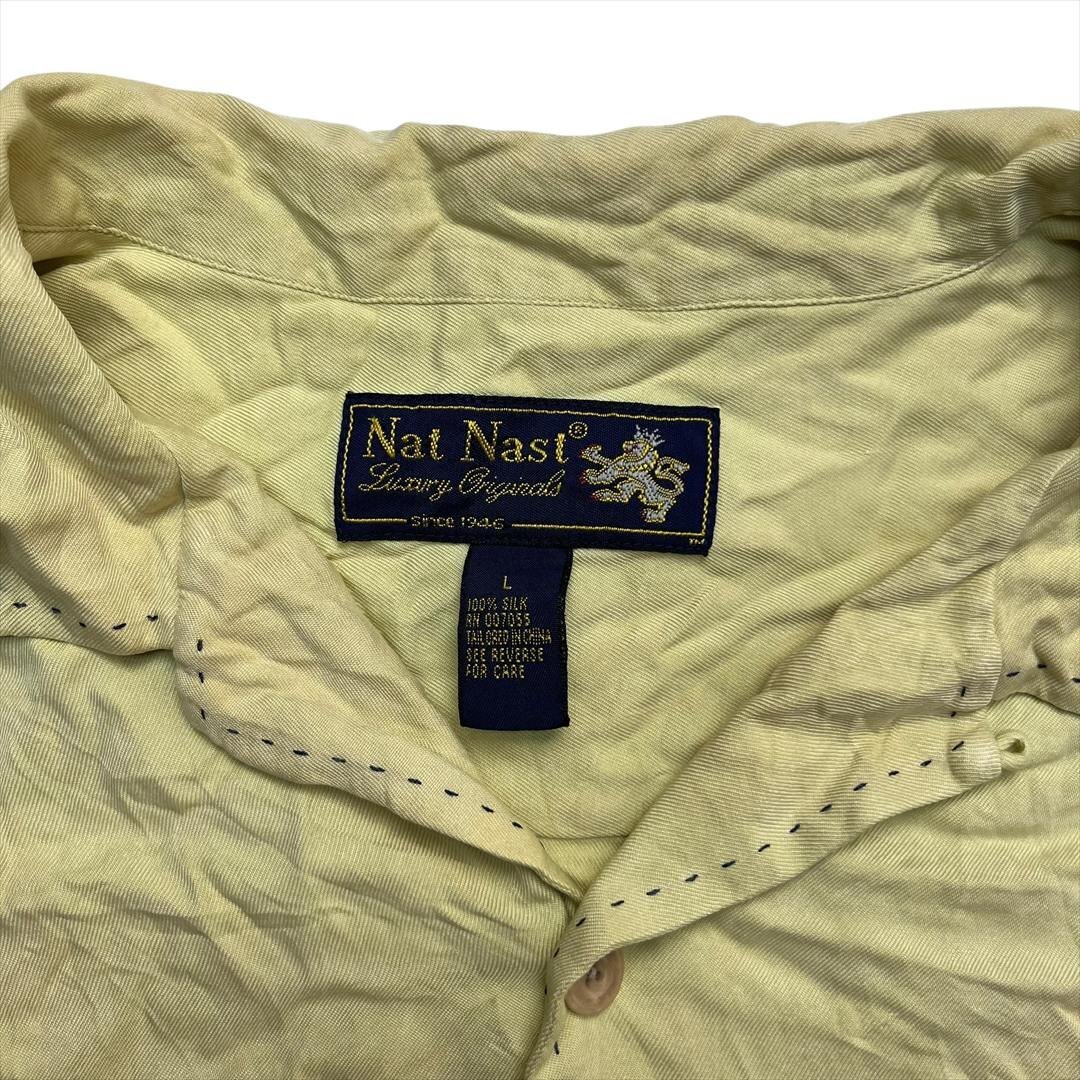 Nat Nast®
Luxury Originals
since 1946
TM
L
100% SILK
RN 007055
TAILORED IN CHINA
SEE REVERSE
FOR CARE